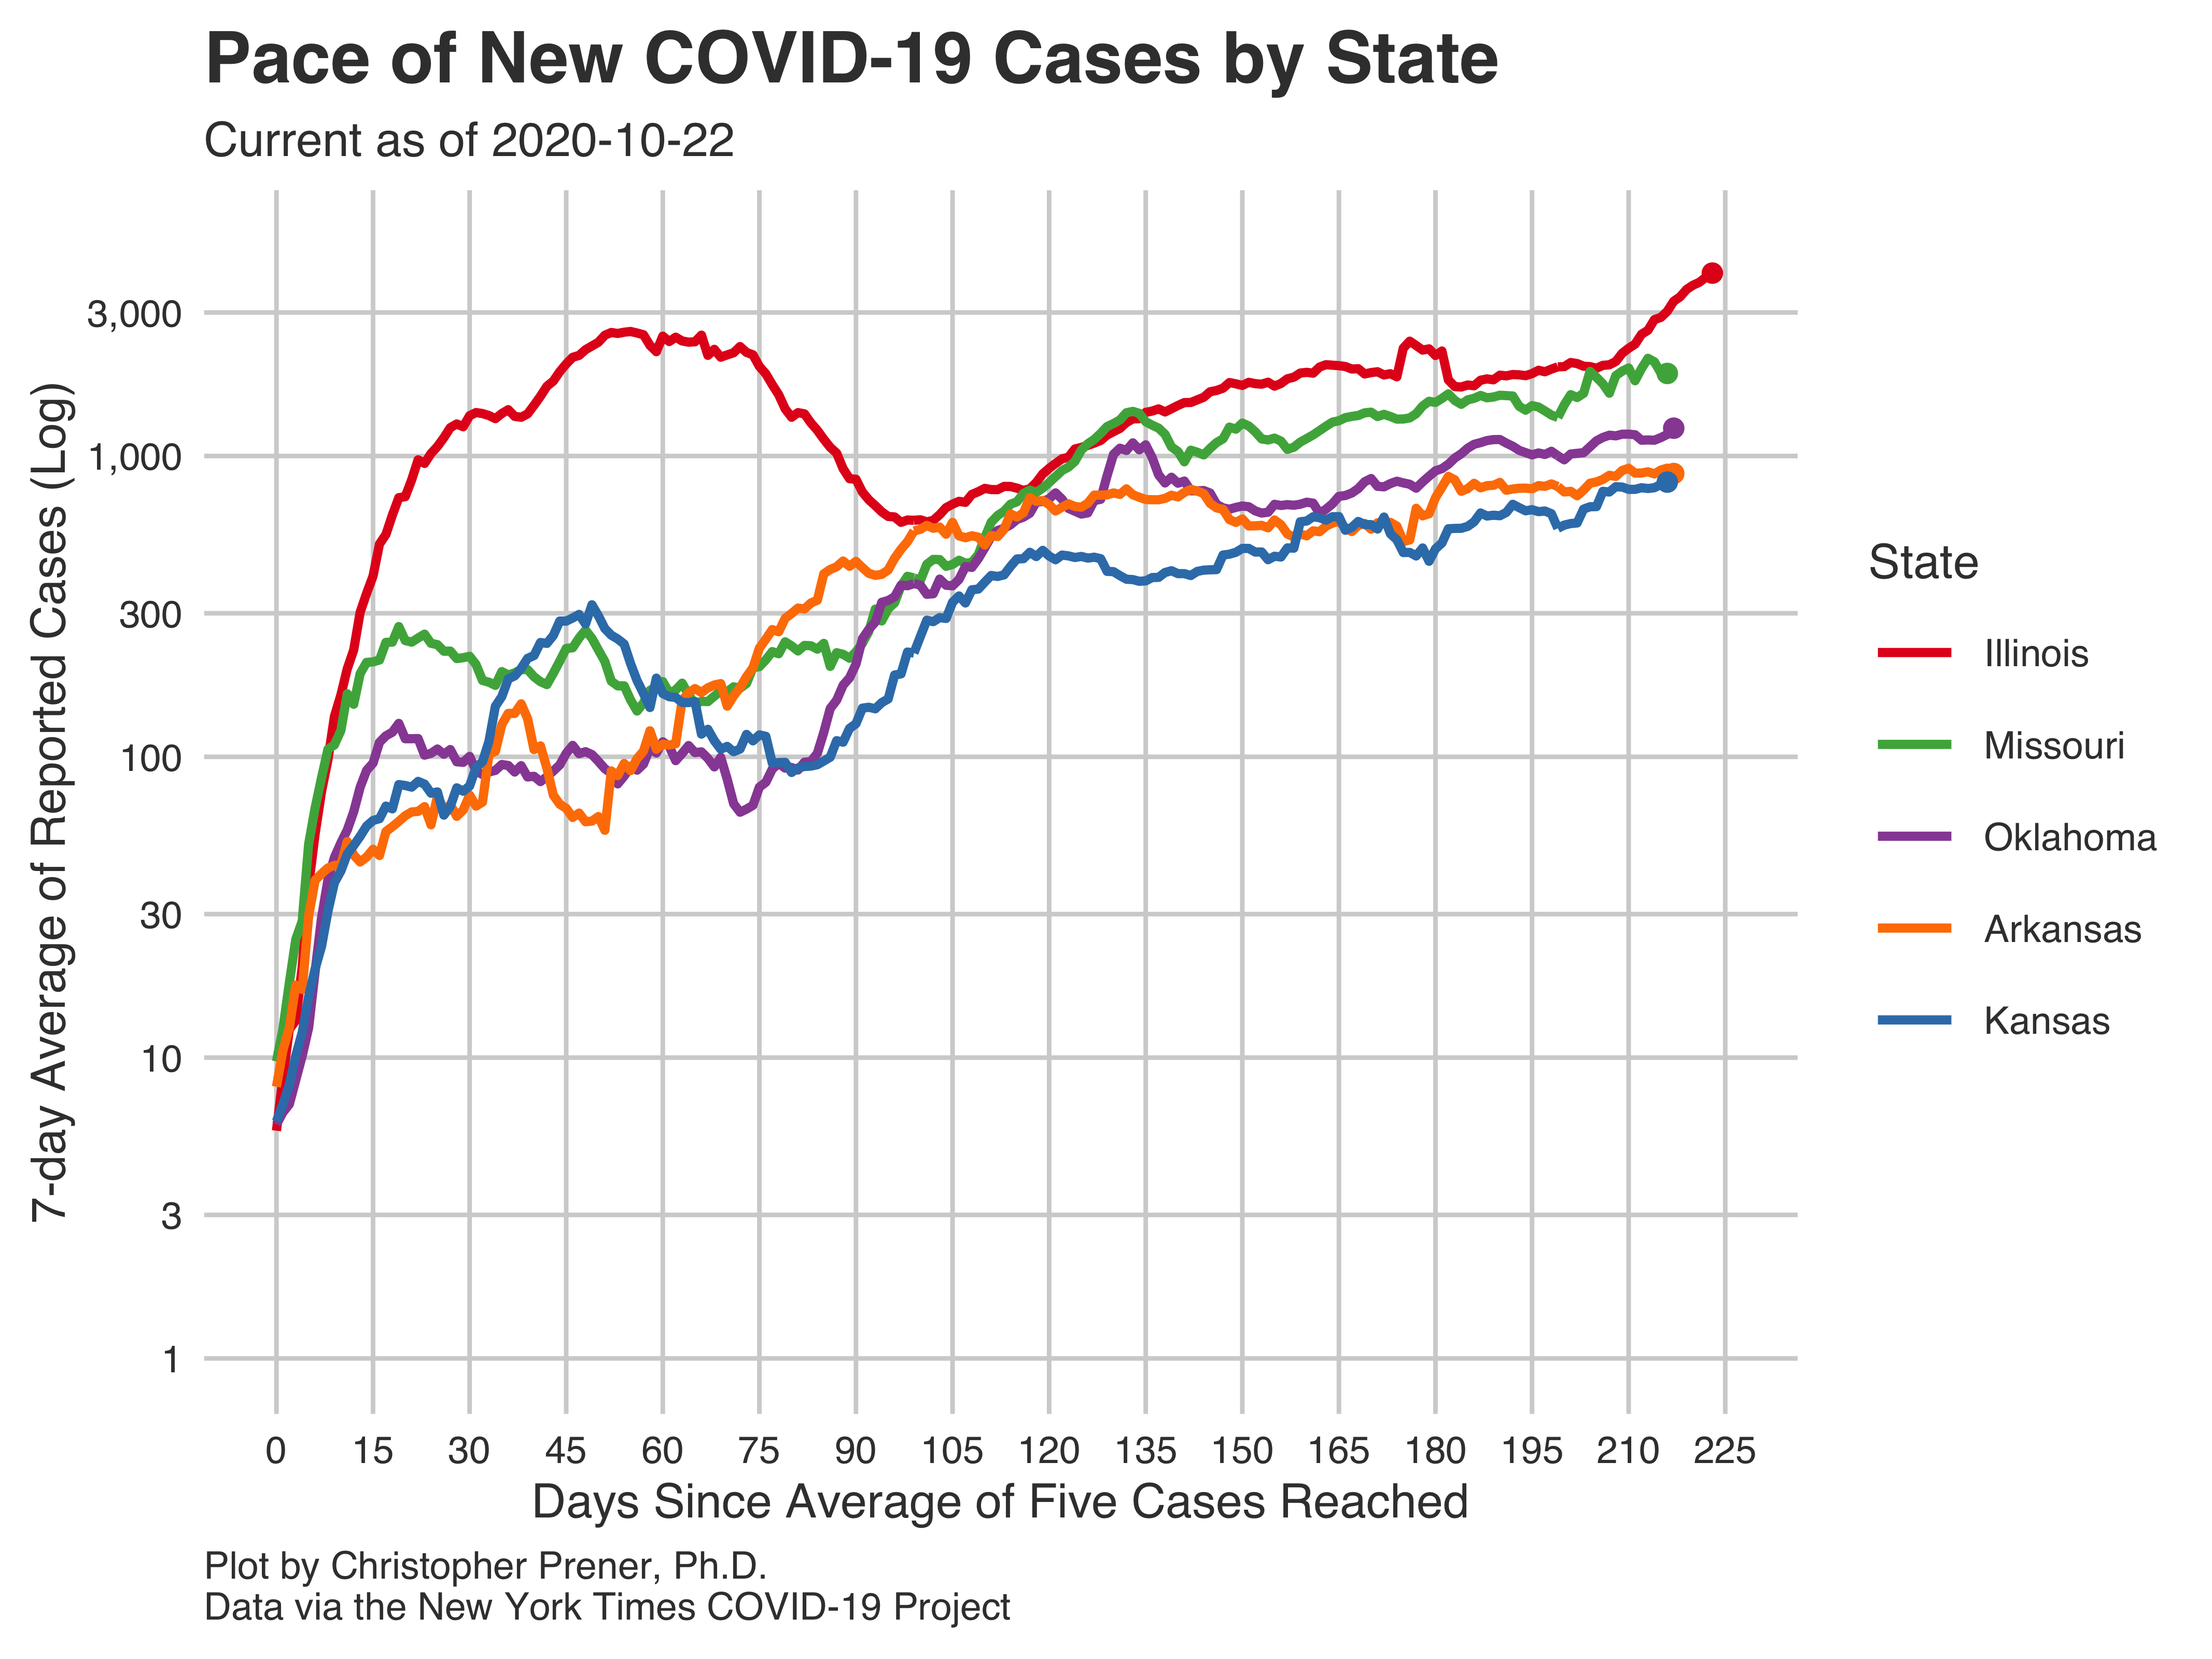 Pace of New COVID-19 Cases by State
Current as of 2020-10-22
7-day Average of Reported Cases (Log)
3,000
1,000
300
100
30
10
3
1
0 15 30 45 60 75 90 105 120 135 150 165 180 195 210 225
Days Since Average of Five Cases Reached
State
Illinois
Missouri
Oklahoma
Arkansas
Kansas
Plot by Christopher Prener, Ph.D.
Data via the New York Times COVID-19 Project